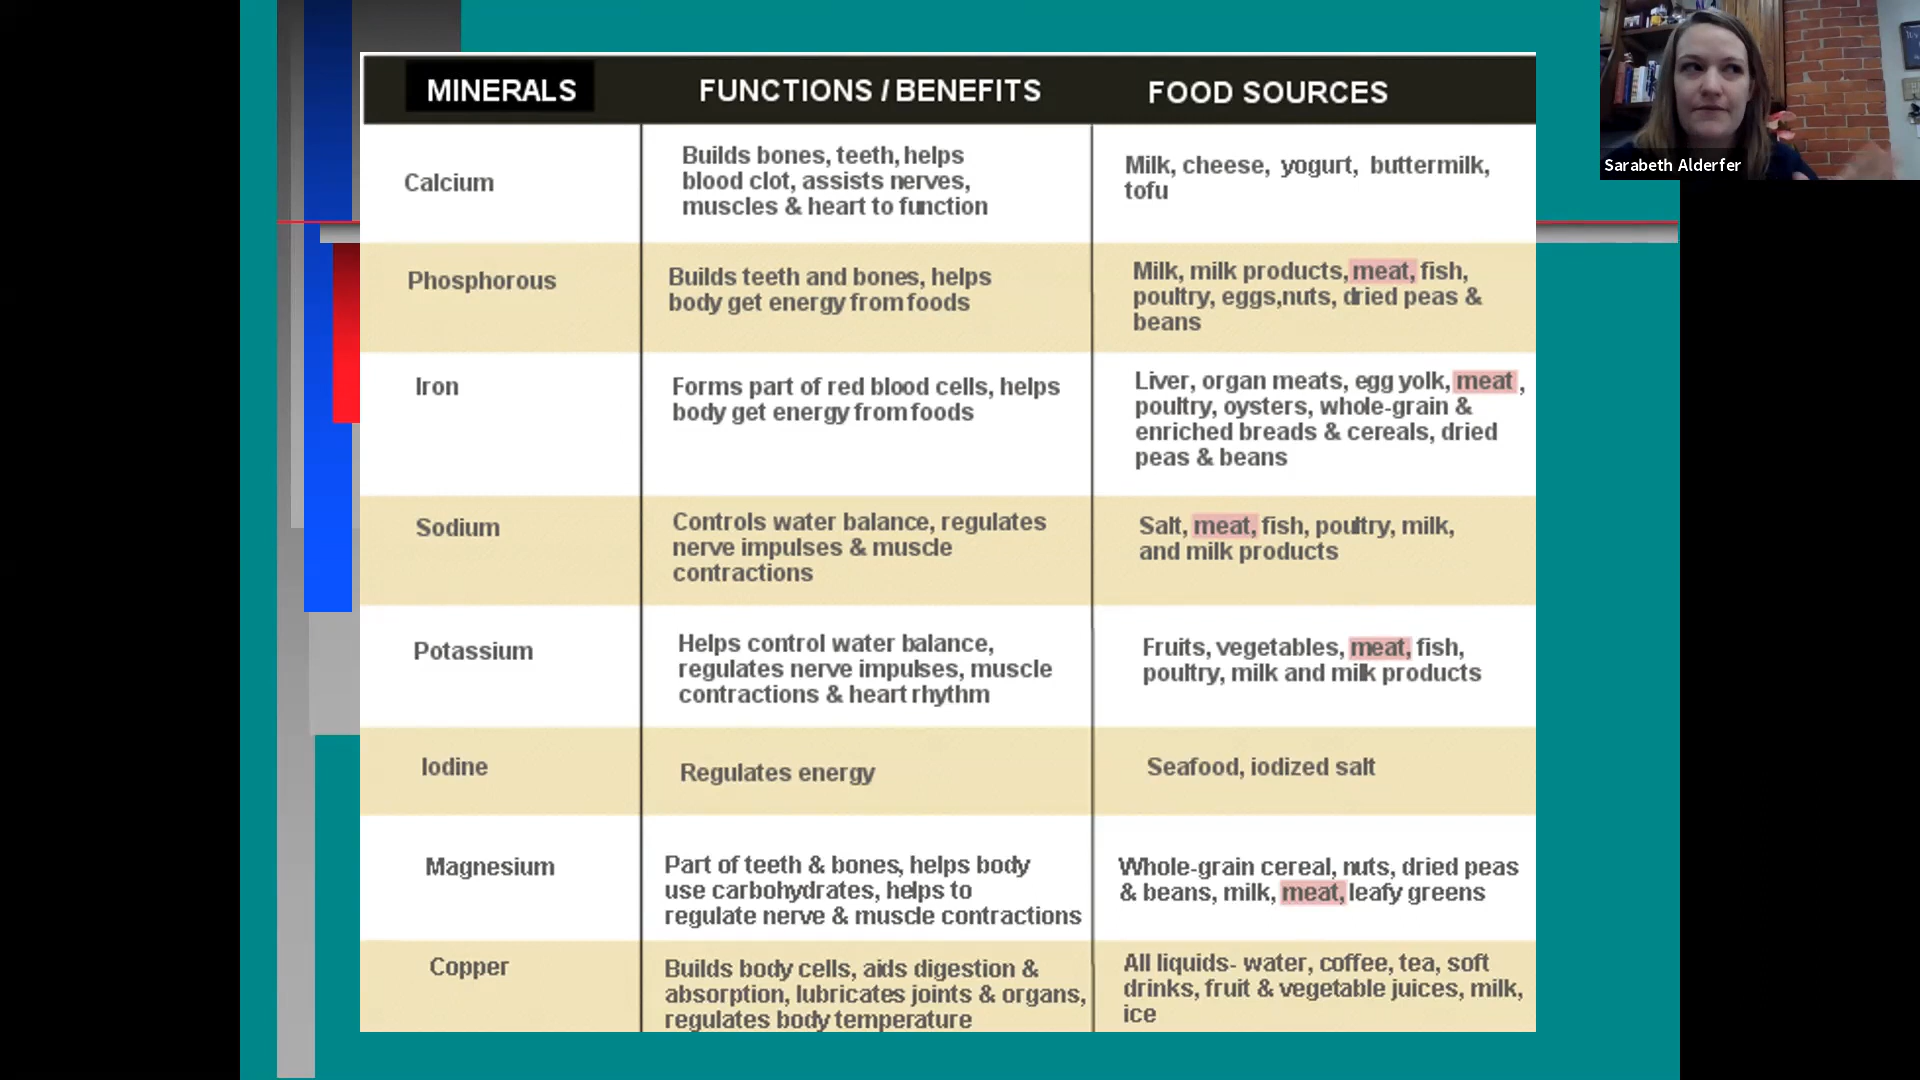 MINERALS FUNCTIONS / BENEFITS FOOD SOURCES
Calcium
Builds bones, teeth, helps
blood clot, assists nerves,
muscles & heart to function
Milk, cheese, yogurt, buttermilk,
tofu
Phosphorous
Builds teeth and bones, helps
body get energy from foods
Milk, milk products, meat, fish,
poultry, eggs,nuts, dried peas &
beans
Iron
Forms part of red blood cells, helps
body get energy from foods
Liver, organ meats, egg yolk, meat ,
poultry, oysters, whole-grain &
enriched breads & cereals, dried
peas & beans
Sodium
Controls water balance, regulates
nerve impulses & muscle
contractions
Salt, meat, fish, poultry, milk,
and milk products
Potassium
Helps control water balance,
regulates nerve impulses, muscle
contractions & heart rhythm
Fruits, vegetables, meat, fish,
poultry, milk and milk products
Iodine
Regulates energy
Seafood, iodized salt
Magnesium
Part of teeth & bones, helps body
use carbohydrates, helps to
regulate nerve & muscle contractions
Whole-grain cereal, nuts, dried peas
& beans, milk, meat, leafy greens
Copper
Builds body cells, aids digestion &
absorption, lubricates joints & organs,
regulates body temperature
All liquids- water, coffee, tea, soft
drinks, fruit & vegetable juices, milk,
ice
Sarabeth Alderfer